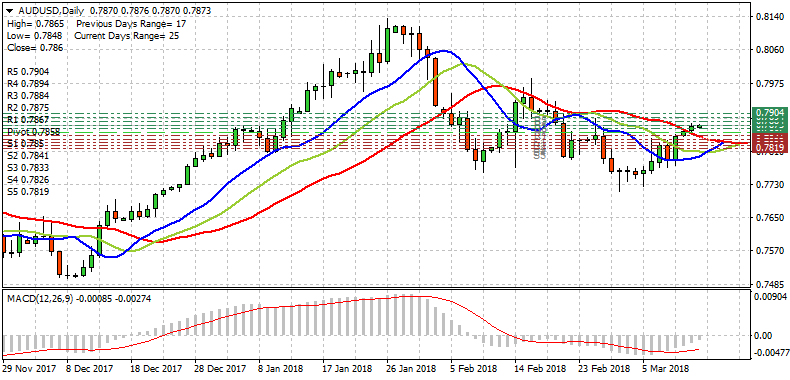 AUDUSD,Daily 0.7870 0.7876 0.7870 0.7873
High= 0.7865 Previous Days Range= 17
Low= 0.7848 Current Days Range= 25
Close= 0.786
R5 0.7904
R4 0.7894
R3 0.7884
R2 0.7875
R1 0.7867
Pivot 0.7858
S1 0.785
S2 0.7841
S3 0.7833
S4 0.7826
S5 0.7819
S5
0.8140
0.8060
0.7975
0.7904
0.7819
0.7730
0.7650
0.7570
0.7485
MACD(12,26,9) -0.00085 -0.00274
0.00904
0.00
-0.00477
29 Nov 2017
8 Dec 2017
18 Dec 2017
28 Dec 2017
8 Jan 2018
17 Jan 2018
26 Jan 2018
5 Feb 2018
14 Feb 2018
23 Feb 2018
5 Mar 2018